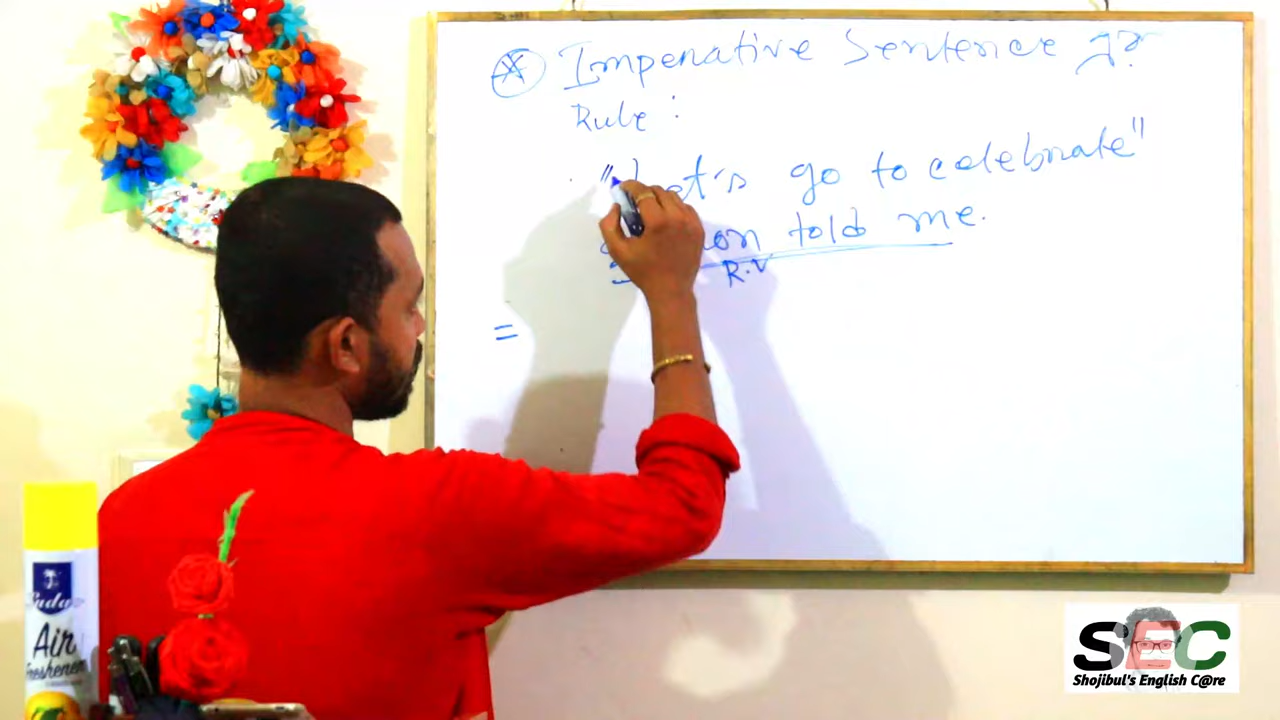 Imperative Sentence এর
Rule :
"Let's go to celebrate"
told me.
R.V
=
Air
Freshener
SEC
Shojibul's English C@re